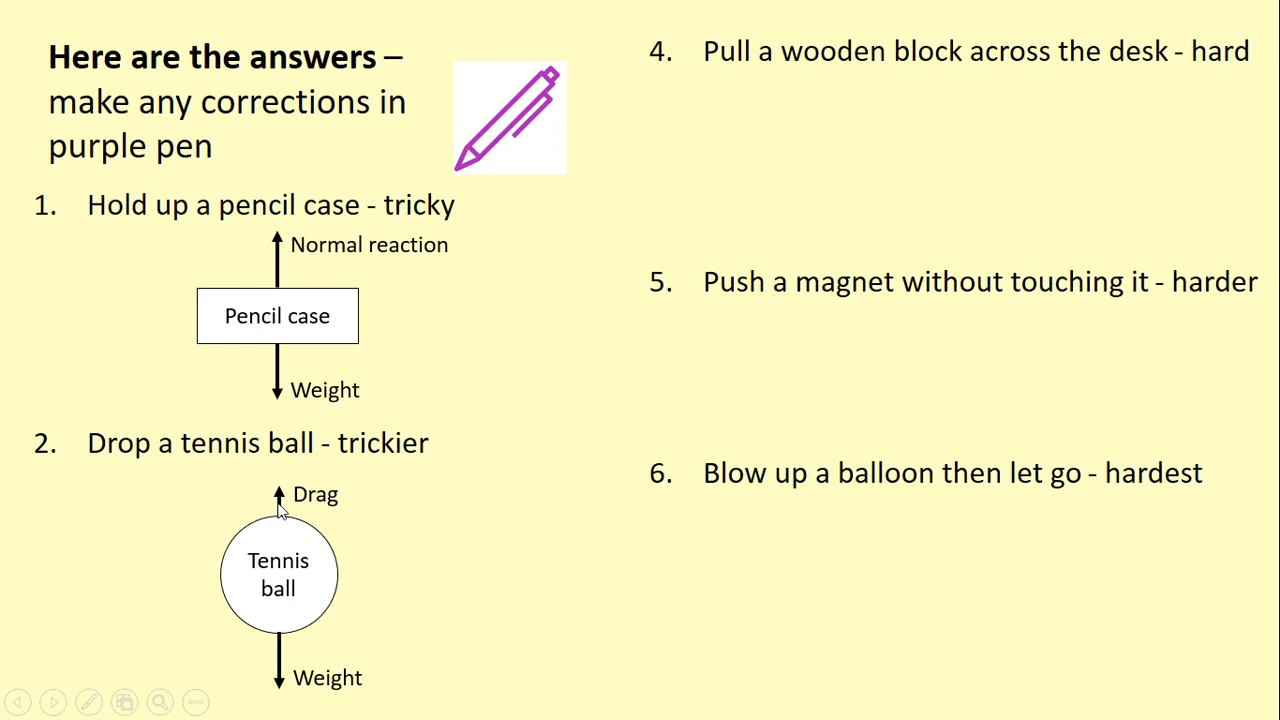 Here are the answers –
make any corrections in
purple pen
1. Hold up a pencil case - tricky
Normal reaction
Pencil case
Weight
2. Drop a tennis ball - trickier
Drag
Tennis
ball
Weight
4. Pull a wooden block across the desk - hard
5. Push a magnet without touching it - harder
6. Blow up a balloon then let go - hardest